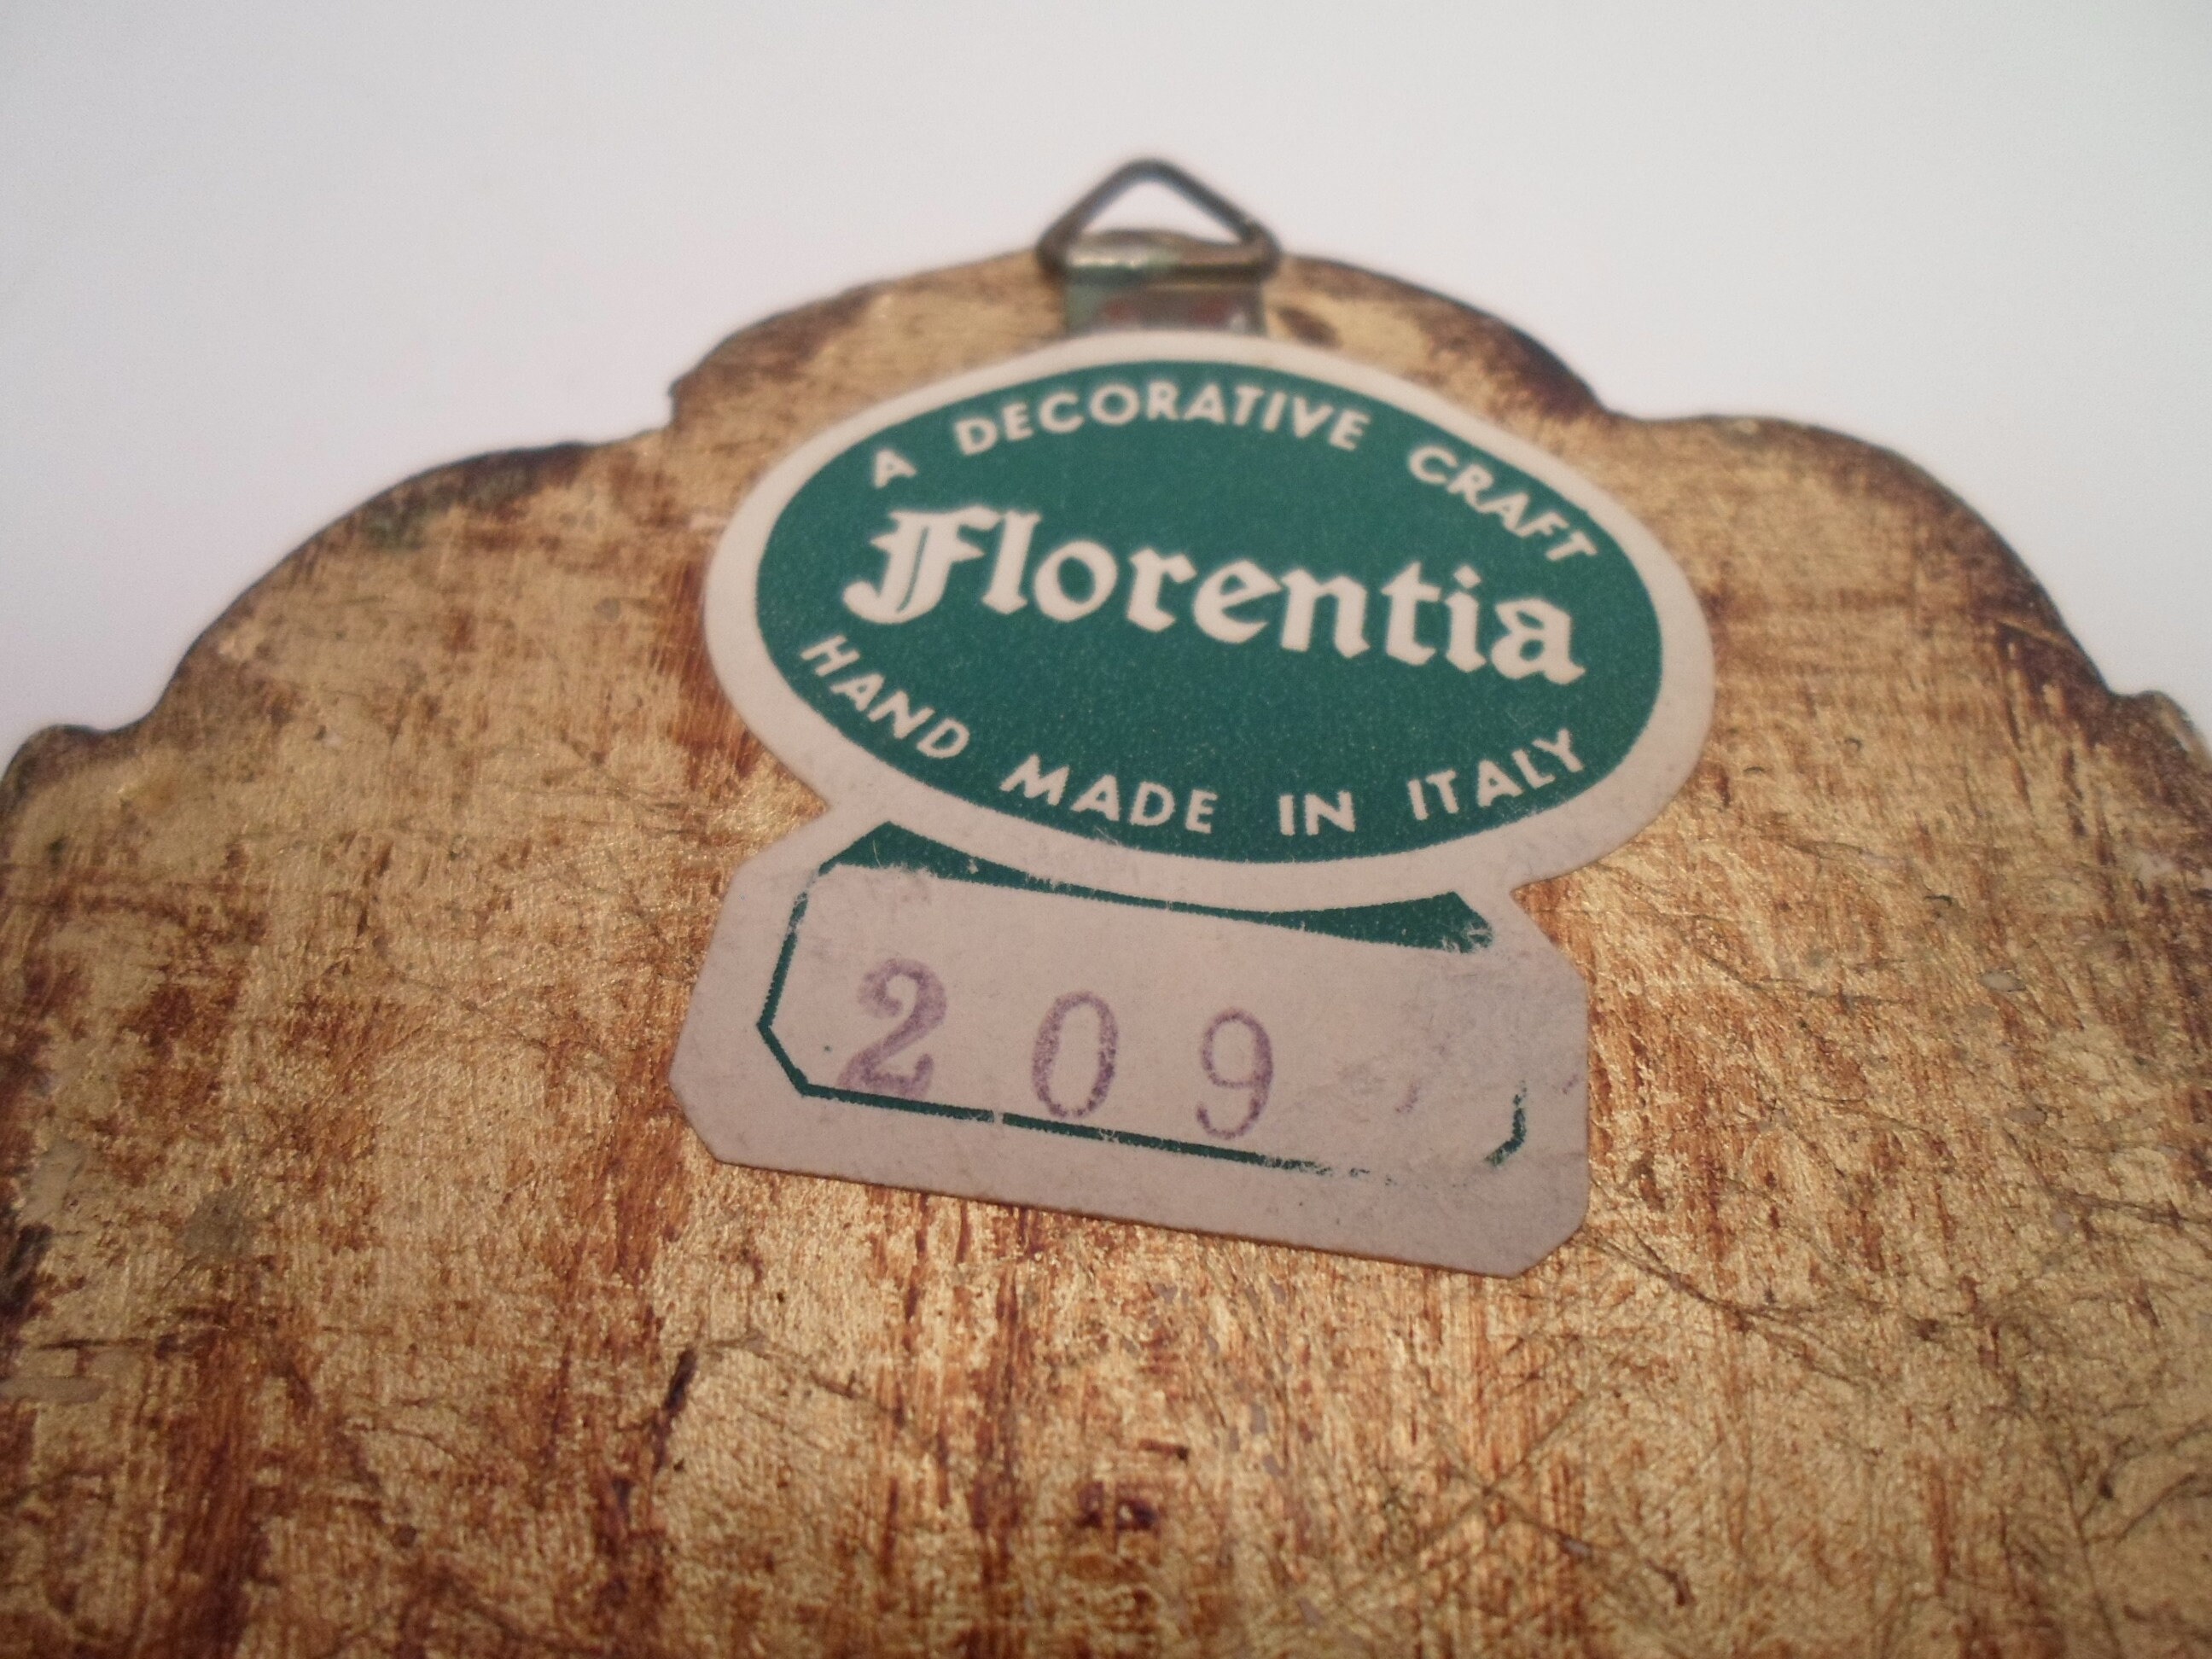 A DECORATIVE CRAFT
Florentia
HAND MADE IN ITALY
209